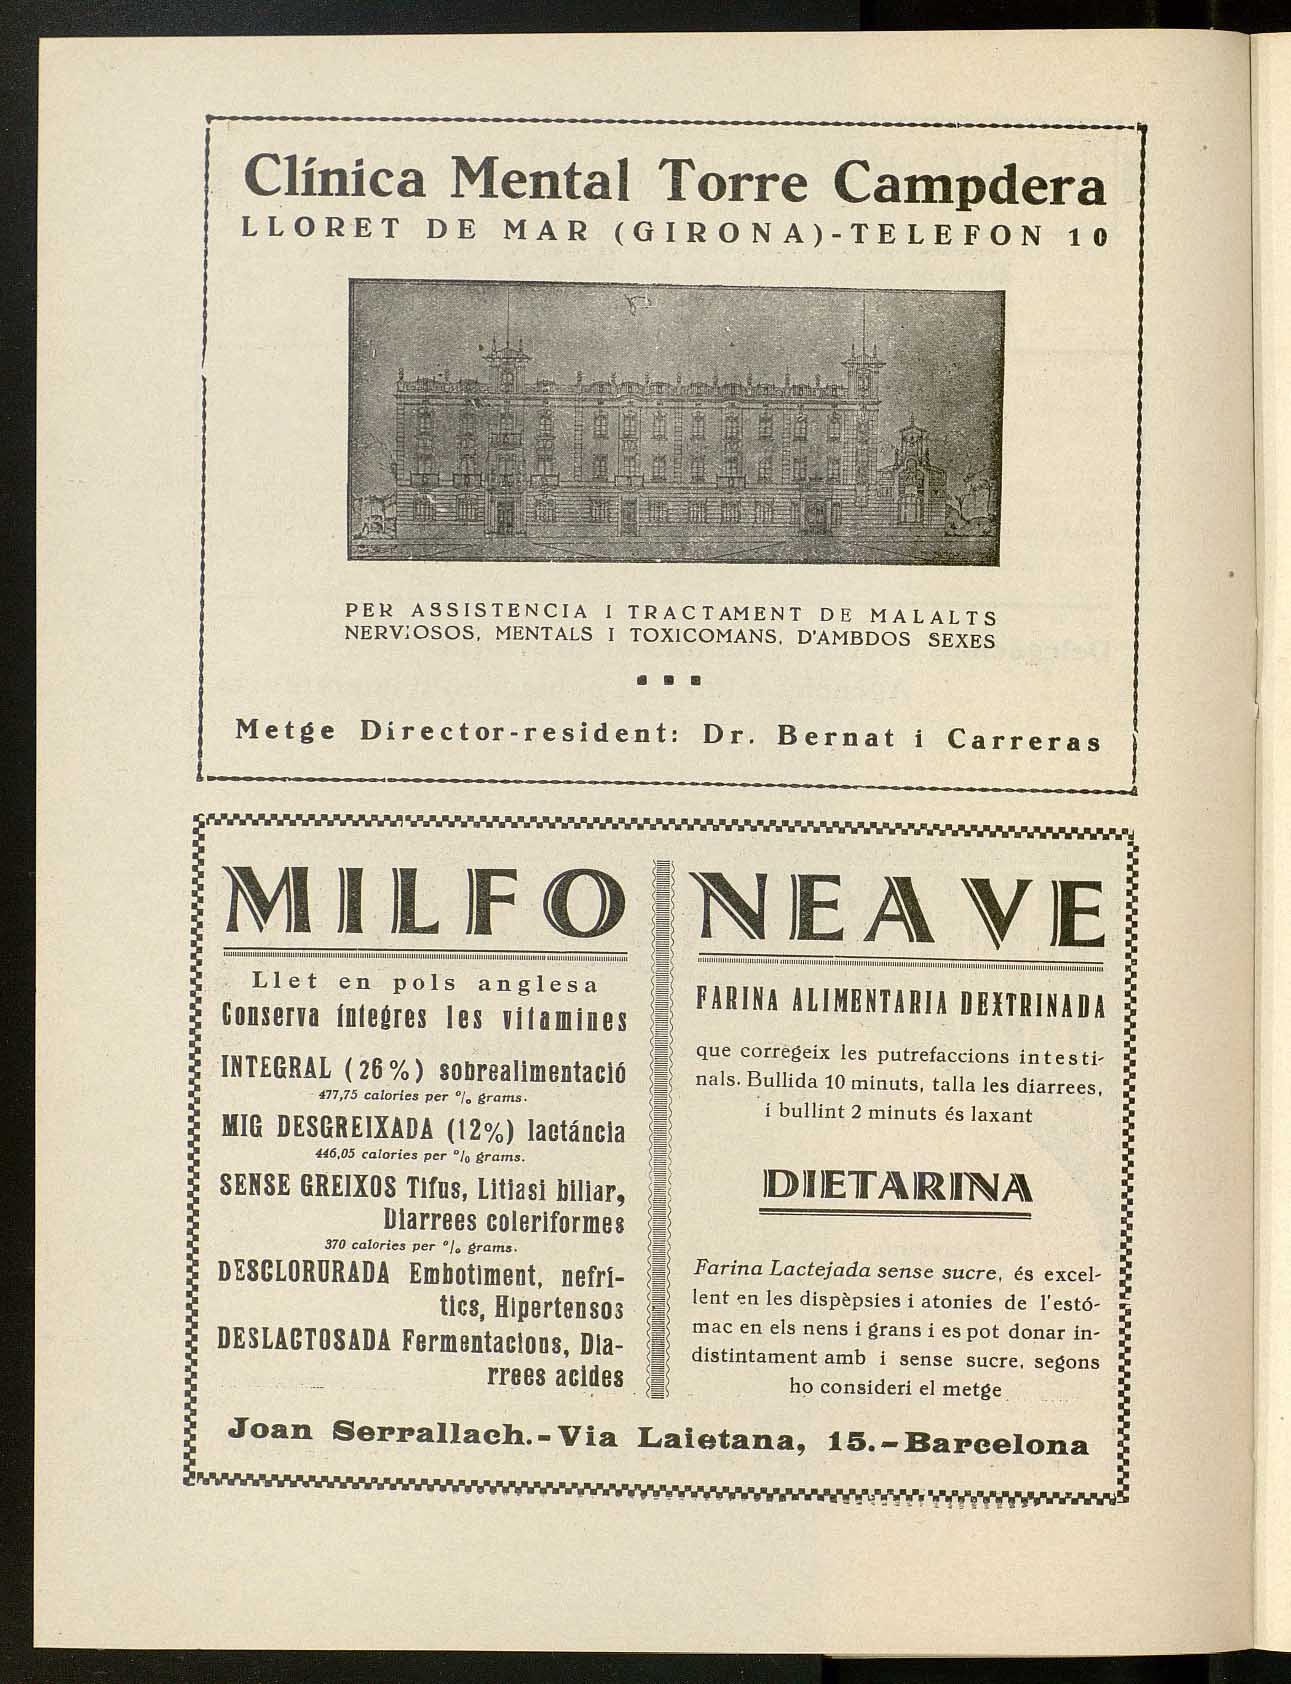 Clínica Mental Torre Campdera
LLORET DE MAR (GIRONA)-TELEFON 10
PER ASSISTENCIA I TRACTAMENT DE MALALTS
NERVIOSOS, MENTALS I TOXICOMANS, D'AMBDOS SEXES
Metge Director-resident: Dr. Bernat i Carreras
MILFO
Llet en pols anglesa
Conserva íntegres les vitamines
INTEGRAL (26%) sobrealimentació
477,75 calories per % grams.
MIG DESGREIXADA (12%) lactáncia
446,05 calories per % grams.
SENSE GREIXOS Tifus, Litiasi biliar,
Diarrees coleriformes
370 calories per % grams.
DESCLORURADA Embotiment, nefrí-
tics, Hipertensos
DESLACTOSADA Fermentacions, Dia-
rrees acides
NEAVE
FARINA ALIMENTARIA DEXTRINADA
que corregeix les putrefaccions intesti-
nals. Bullida 10 minuts, talla les diarrees,
i bullint 2 minuts és laxant
DIETARINA
Farina Lactejada sense sucre, és excel-
lent en les dispèpsies i atonies de l'estó-
mac en els nens i grans i es pot donar in-
distintament amb i sense sucre, segons
ho consideri el metge
Joan Serrallach.-Via Laietana, 15.-Barcelona